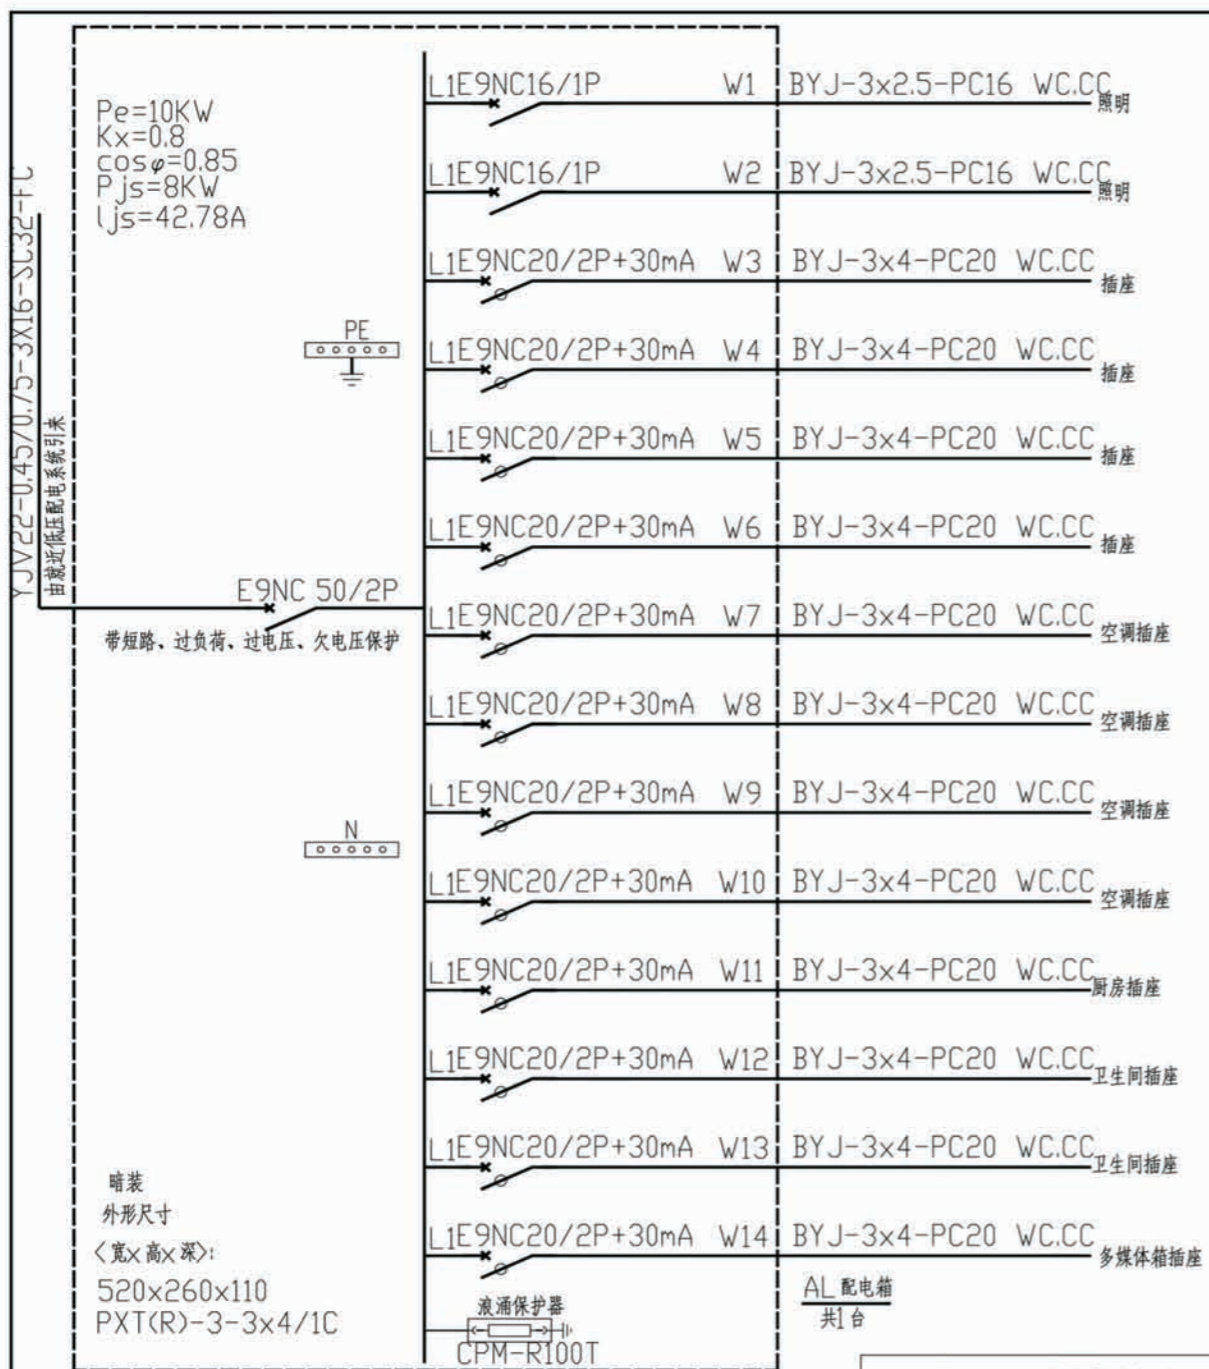 YJV22-0.45/0.75-3X16-SC32-FC
由就近低压配电系统引来
Pe=10KW
Kx=0.8
cosφ=0.85
Pjs=8KW
ljs=42.78A
PE
E9NC 50/2P
带短路、过负荷、过电压、欠电压保护
N
暗装
外形尺寸
〈宽x高x深〉:
520x260x110
PXT(R)-3-3x4/1C
L1E9NC16/1P W1 BYJ-3x2.5-PC16 WC.CC 照明
L1E9NC16/1P W2 BYJ-3x2.5-PC16 WC.CC 照明
L1E9NC20/2P+30mA W3 BYJ-3x4-PC20 WC.CC 插座
L1E9NC20/2P+30mA W4 BYJ-3x4-PC20 WC.CC 插座
L1E9NC20/2P+30mA W5 BYJ-3x4-PC20 WC.CC 插座
L1E9NC20/2P+30mA W6 BYJ-3x4-PC20 WC.CC 插座
L1E9NC20/2P+30mA W7 BYJ-3x4-PC20 WC.CC 空调插座
L1E9NC20/2P+30mA W8 BYJ-3x4-PC20 WC.CC 空调插座
L1E9NC20/2P+30mA W9 BYJ-3x4-PC20 WC.CC 空调插座
L1E9NC20/2P+30mA W10 BYJ-3x4-PC20 WC.CC 空调插座
L1E9NC20/2P+30mA W11 BYJ-3x4-PC20 WC.CC 厨房插座
L1E9NC20/2P+30mA W12 BYJ-3x4-PC20 WC.CC 卫生间插座
L1E9NC20/2P+30mA W13 BYJ-3x4-PC20 WC.CC 卫生间插座
L1E9NC20/2P+30mA W14 BYJ-3x4-PC20 WC.CC 多媒体箱插座
浪涌保护器
CPM-R100T
AL 配电箱
共1台